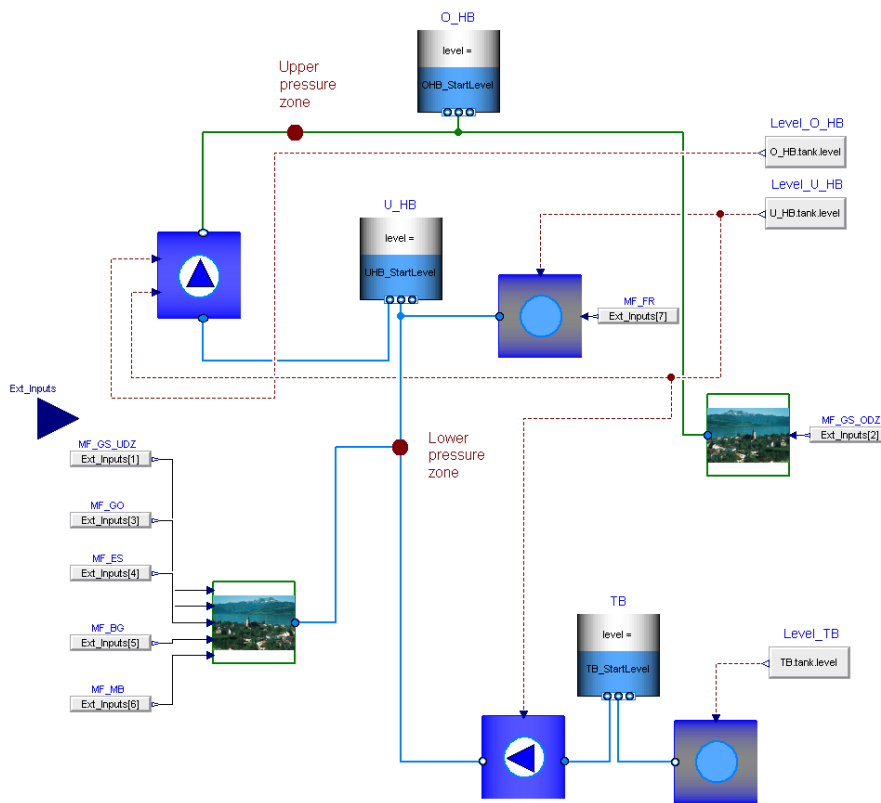 O_HB
level =
OHB_StartLevel
Upper
pressure
zone
Level_O_HB
O_HB.tank.level
Level_U_HB
U_HB.tank.level
U_HB
level =
UHB_StartLevel
MF_FR
Ext_Inputs[7]
Ext_Inputs
MF_GS_ODZ
Ext_Inputs[2]
Lower
pressure
zone
MF_GS_UDZ
Ext_Inputs[1]
MF_GO
Ext_Inputs[3]
MF_ES
Ext_Inputs[4]
MF_BG
Ext_Inputs[5]
MF_MB
Ext_Inputs[6]
TB
level =
TB_StartLevel
Level_TB
TB.tank.level